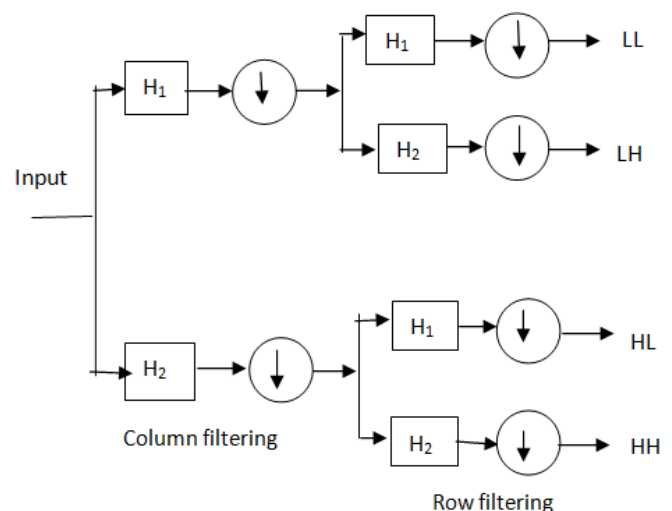 H₁ LL
H₁
H₂ LH
Input
H₁ HL
H₂
Column filtering H₂ HH
Row filtering